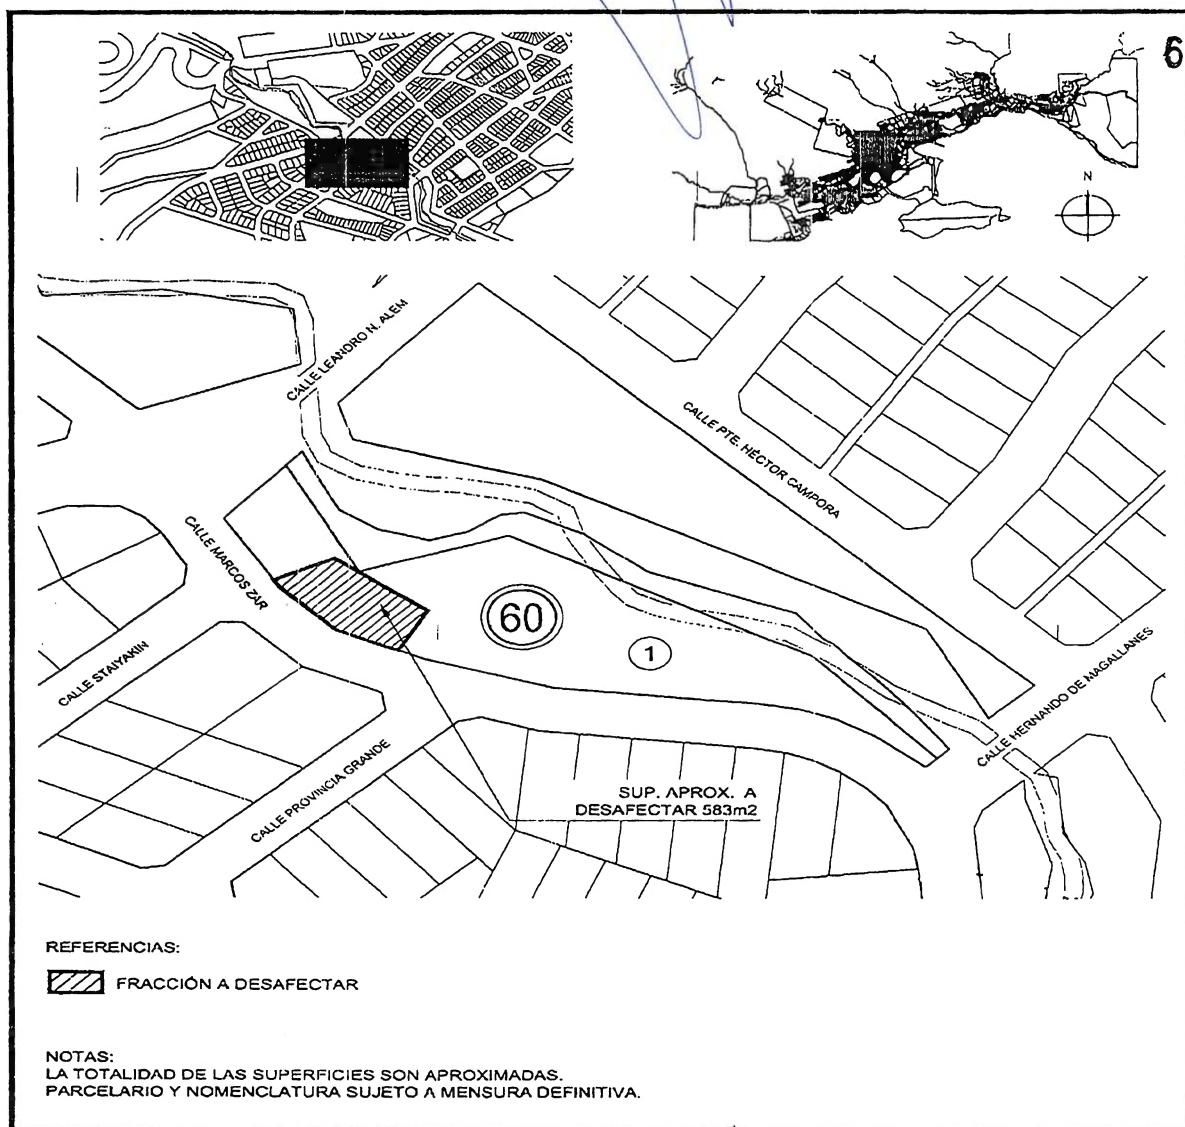 6
N
CALLE LEANDRO N. ALEM
CALLE PTE. HÉCTOR CAMPORA
CALLE MARCOS ZAR
60
1
CALLE STAIYAKIN
CALLE HERNANDO DE MAGALLANES
CALLE PROVINCIA GRANDE
SUP. APROX. A
DESAFECTAR 583m2
REFERENCIAS:
FRACCIÓN A DESAFECTAR
NOTAS:
LA TOTALIDAD DE LAS SUPERFICIES SON APROXIMADAS.
PARCELARIO Y NOMENCLATURA SUJETO A MENSURA DEFINITIVA.